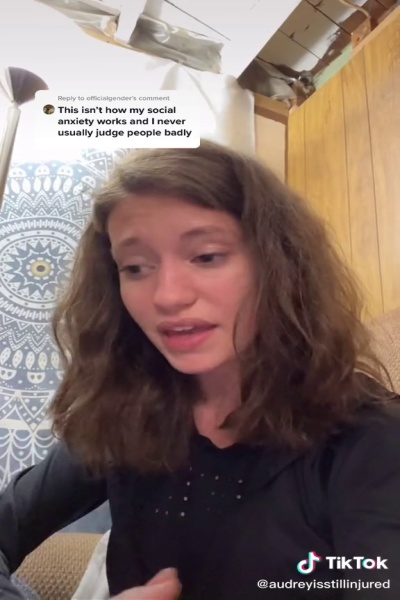 Reply to officialgender's comment
This isn't how my social
anxiety works and I never
usually judge people badly
TikTok
@audreyisstillinjured